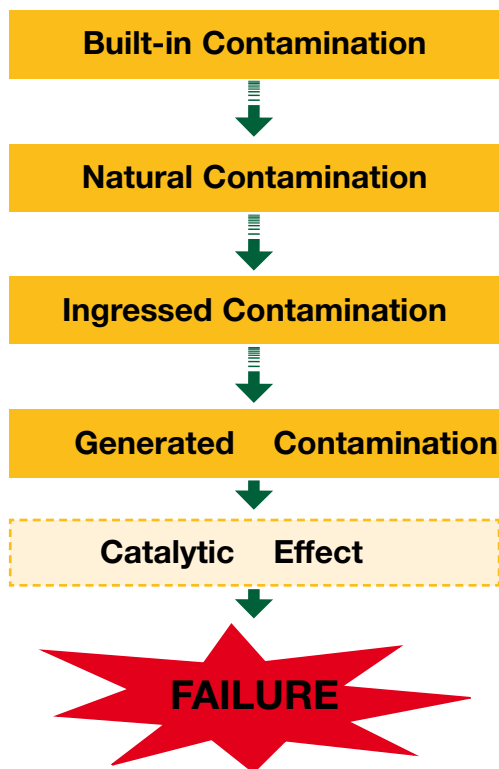 Built-in Contamination
Natural Contamination
Ingressed Contamination
Generated Contamination
Catalytic Effect
FAILURE